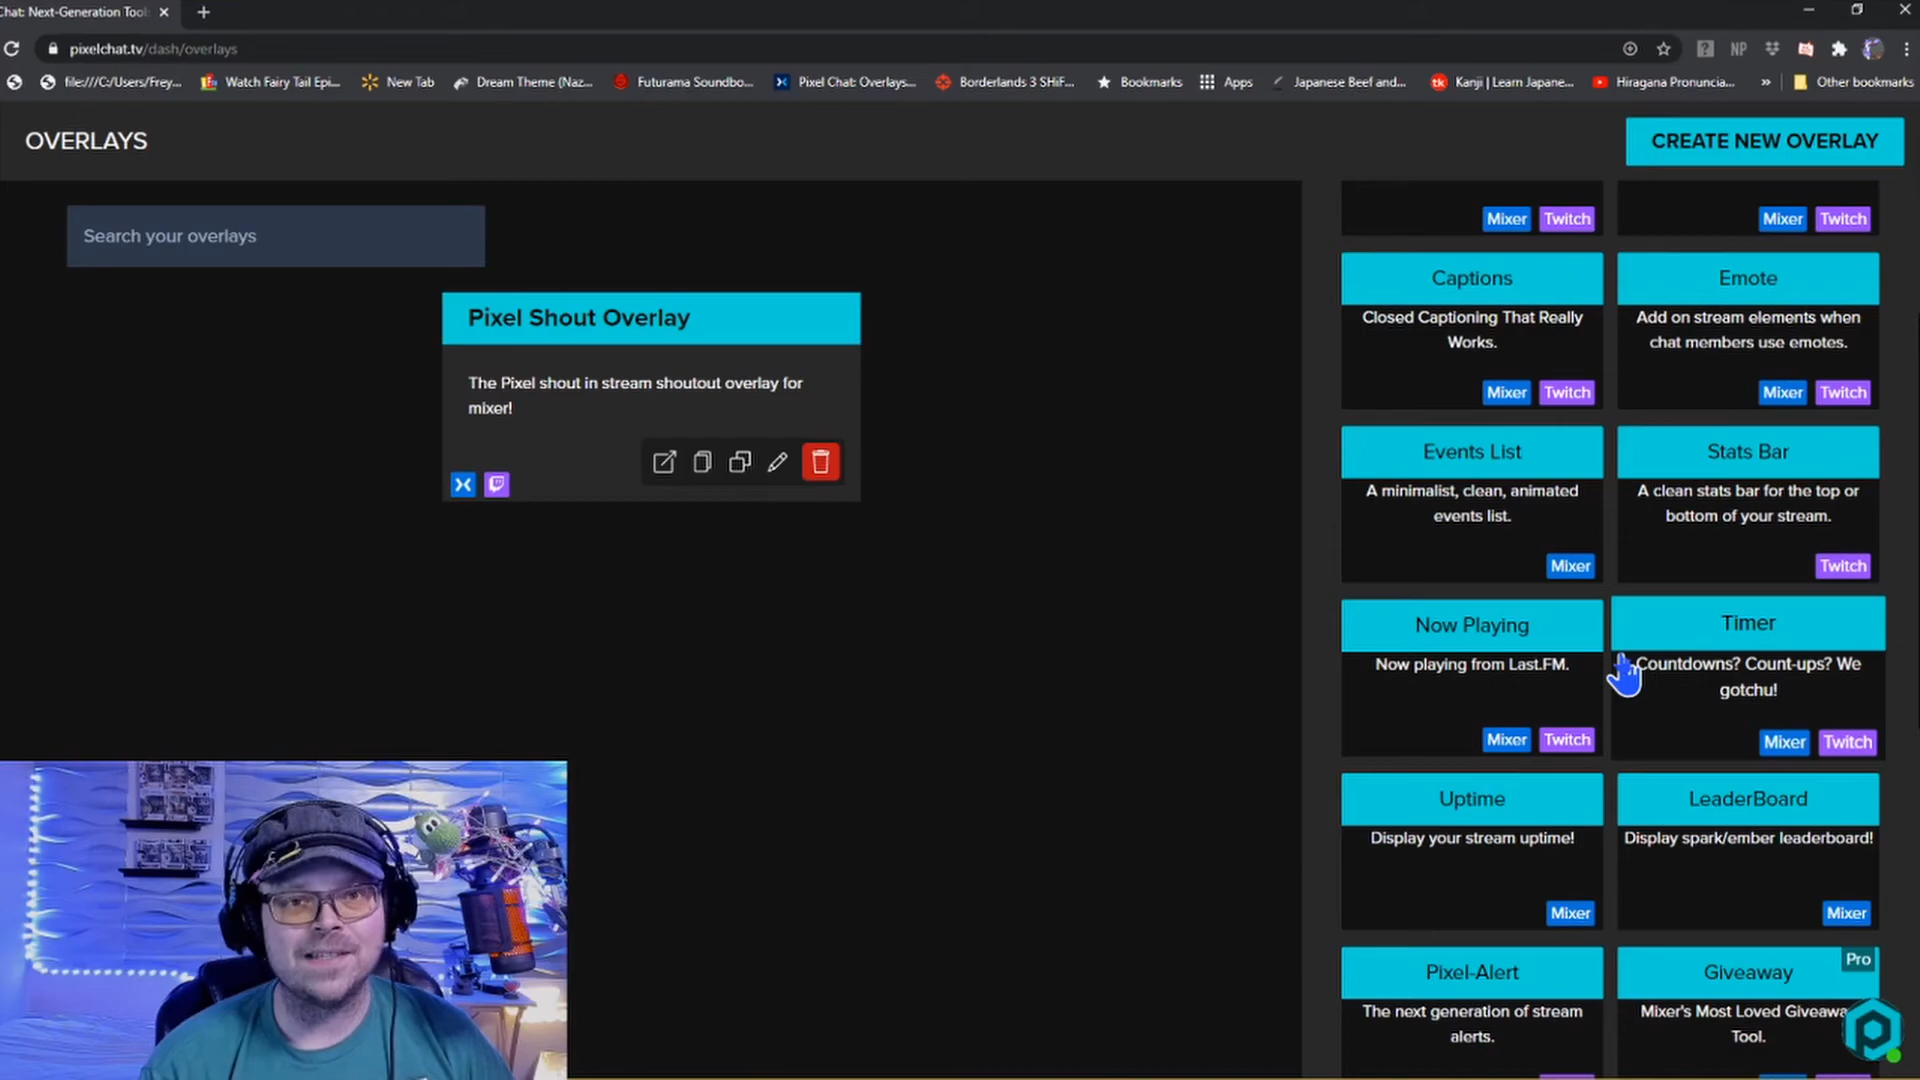 Chat: Next-Generation Tool
pixelchat.tv/dash/overlays
NP
file:///C:/Users/Frey...
Watch Fairy Tail Epi...
New Tab
Dream Theme (Naz...
Futurama Soundbo...
Pixel Chat: Overlays...
Borderlands 3 SHiF...
Bookmarks
Apps
Japanese Beef and...
tk
Kanji | Learn Japane...
Hiragana Pronuncia...
»
Other bookmarks
OVERLAYS
CREATE NEW OVERLAY
Search your overlays
Pixel Shout Overlay
The Pixel shout in stream shoutout overlay for
mixer!
Mixer Twitch
Mixer Twitch
Captions
Closed Captioning That Really
Works.
Mixer Twitch
Emote
Add on stream elements when
chat members use emotes.
Mixer Twitch
Events List
A minimalist, clean, animated
events list.
Mixer
Stats Bar
A clean stats bar for the top or
bottom of your stream.
Twitch
Now Playing
Now playing from Last.FM.
Mixer Twitch
Timer
Countdowns? Count-ups? We
gotchu!
Mixer Twitch
Uptime
Display your stream uptime!
Mixer
LeaderBoard
Display spark/ember leaderboard!
Mixer
Pixel-Alert
The next generation of stream
alerts.
Giveaway
Pro
Mixer's Most Loved Giveaw
Tool.